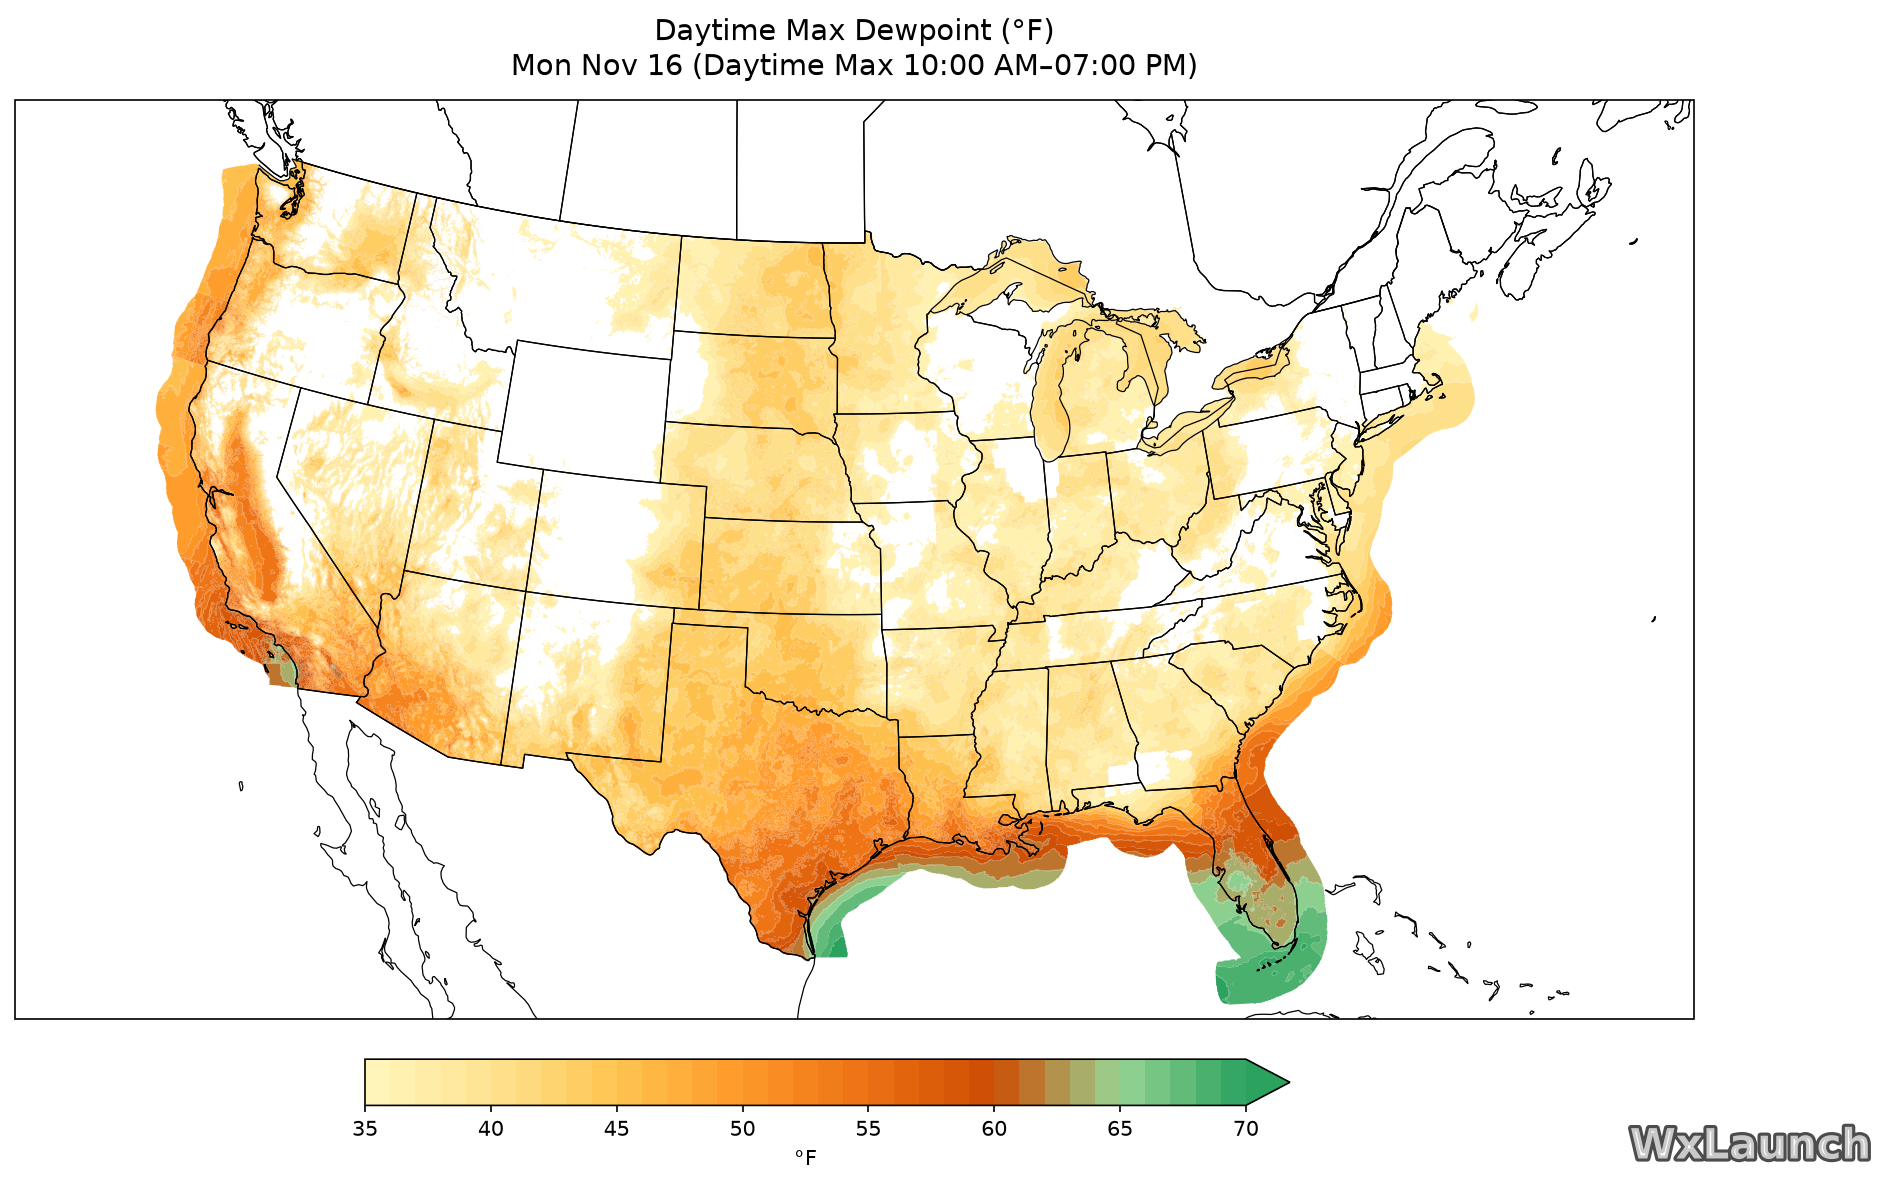 Daytime Max Dewpoint (°F)
Mon Nov 16 (Daytime Max 10:00 AM–07:00 PM)
35 40 45 50 55 60 65 70
°F
WxLaunch